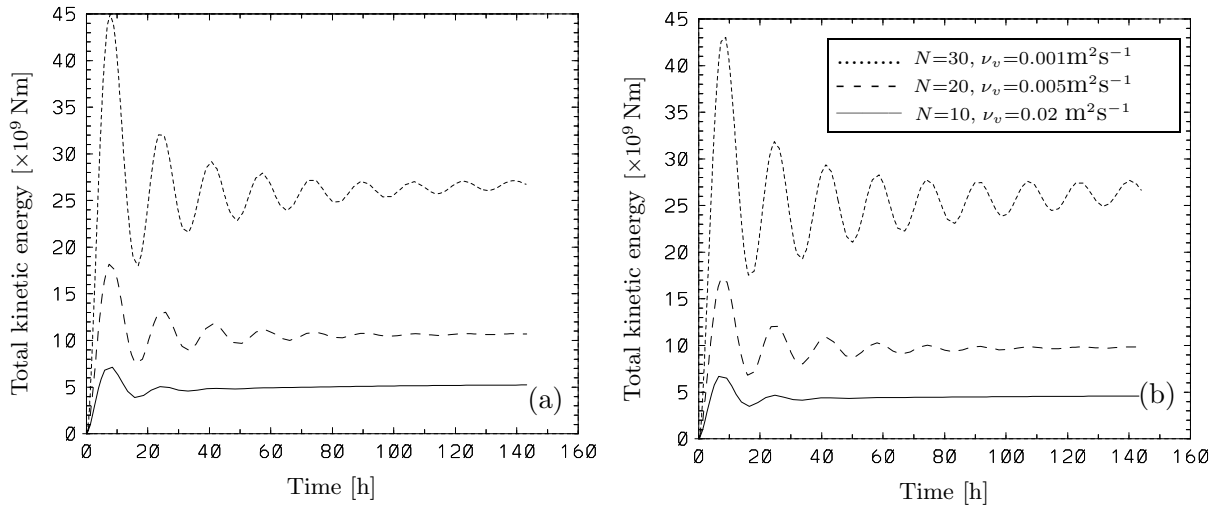 Total kinetic energy [×10⁹ Nm]
45
40
35
30
25
20
15
10
5
0
0 20 40 60 80 100 120 140 160
Time [h]
(a)
Total kinetic energy [×10⁹ Nm]
45
40
35
30
25
20
15
10
5
0
0 20 40 60 80 100 120 140 160
Time [h]
N=30, νᵥ=0.001m²s⁻¹
N=20, νᵥ=0.005m²s⁻¹
N=10, νᵥ=0.02 m²s⁻¹
(b)